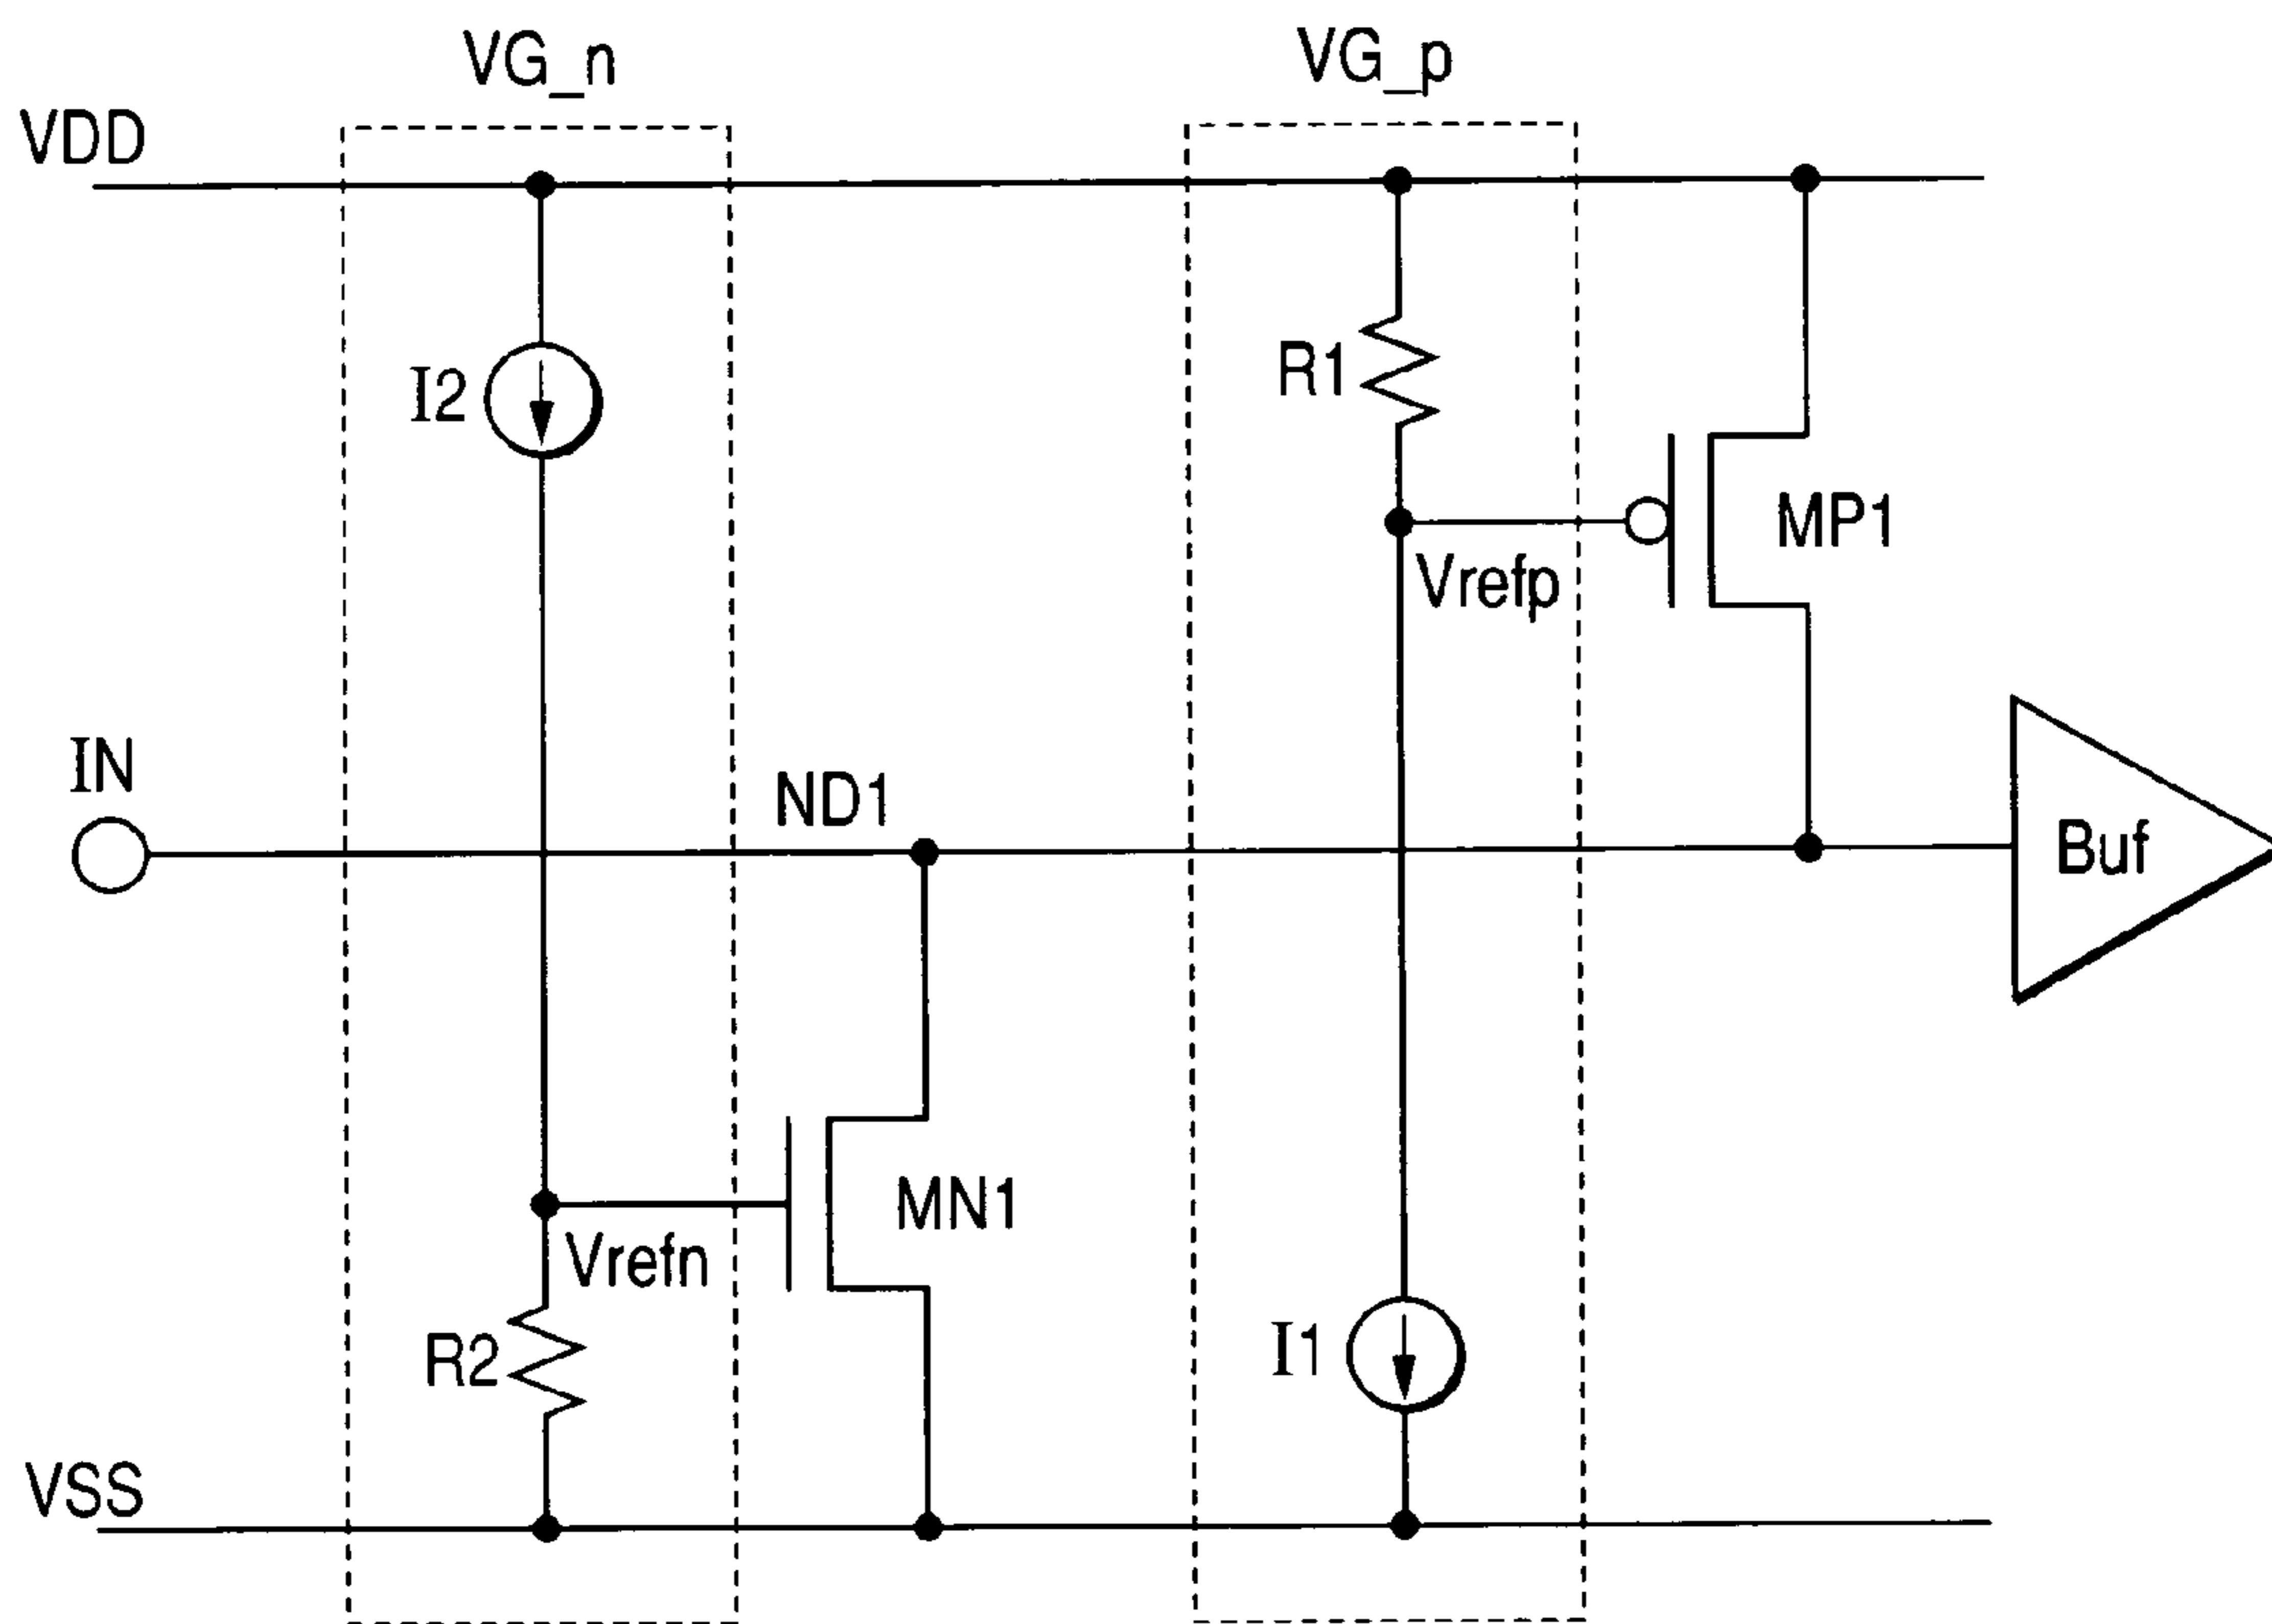 VG_n
VG_p
VDD
I2
R1
MP1
Vrefp
IN
ND1
Buf
MN1
Vrefn
R2
I1
VSS